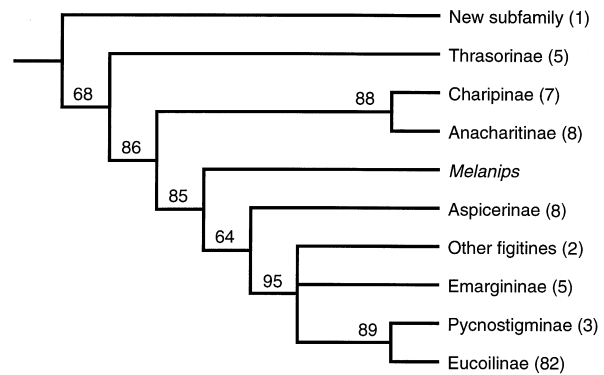 New subfamily (1)
Thrasorinae (5)
68
88
Charipinae (7)
Anacharitinae (8)
86
Melanips
85
Aspicerinae (8)
64
Other figitines (2)
95
Emargininae (5)
89
Pycnostigminae (3)
Eucoilinae (82)